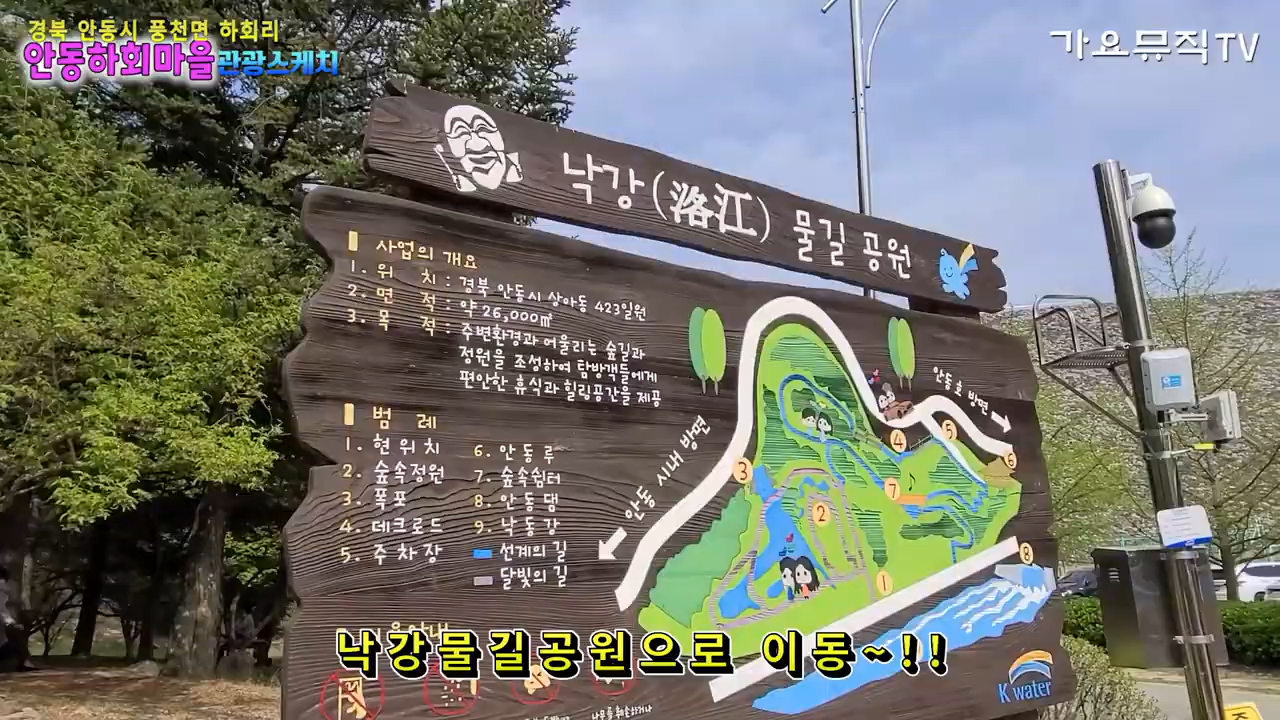 경북 안동시 풍천면 하회리
안동하회마을관광스케치
가요뮤직TV
낙강(洛江) 물길 공원
사업의 개요
1. 위 치 : 경북 안동시 상아동 423일원
2. 면 적 : 약 26,000㎡
3. 목 적 : 주변환경과 어울리는 숲길과
정원을 조성하여 탐방객들에게
편안한 휴식과 힐링공간을 제공
범 례
1. 현위치
2. 숲속정원
3. 폭포
4. 데크로드
5. 주차장
6. 안동루
7. 숲속쉼터
8. 안동댐
9. 낙동강
선계의 길
달빛의 길
안동 시내 방면
안동호 방면
3
4
5
6
7
2
1
8
K water
낙강물길공원으로 이동~!!